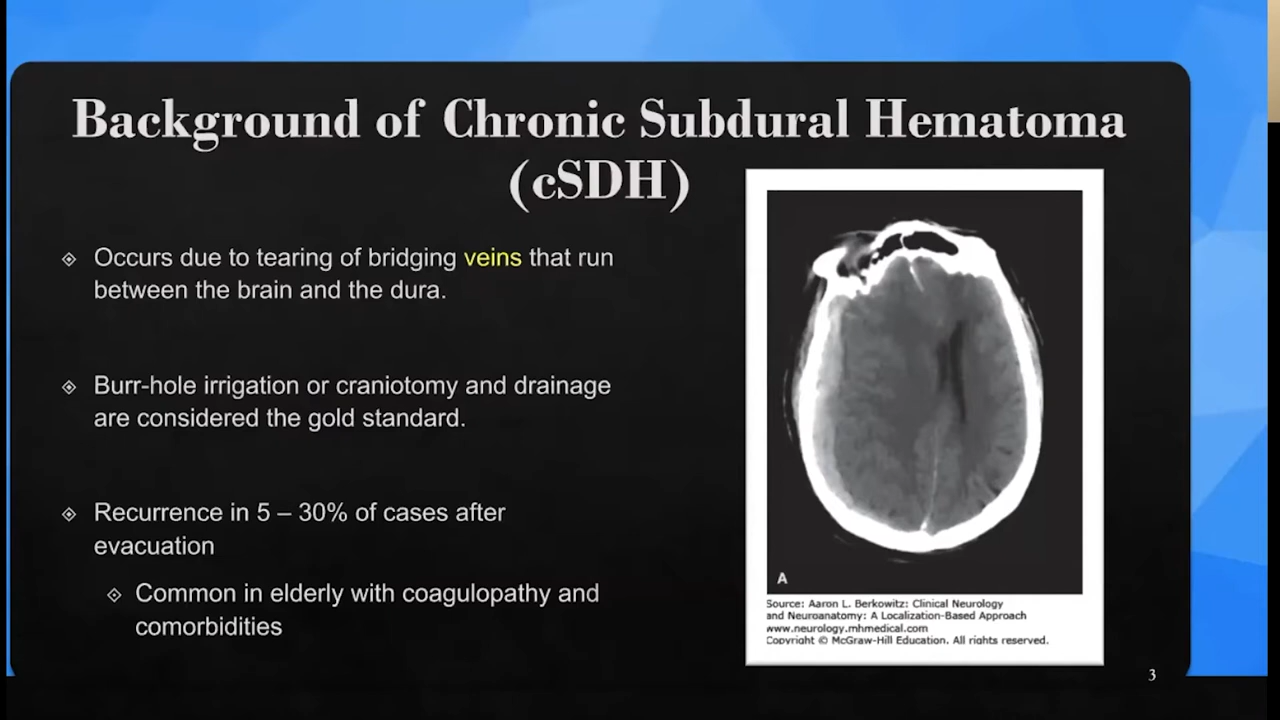 Background of Chronic Subdural Hematoma
(cSDH)
Occurs due to tearing of bridging veins that run
between the brain and the dura.
Burr-hole irrigation or craniotomy and drainage
are considered the gold standard.
Recurrence in 5 – 30% of cases after
evacuation
Common in elderly with coagulopathy and
comorbidities
A
Source: Aaron L. Berkowitz: Clinical Neurology
and Neuroanatomy: A Localization-Based Approach
www.neurology.mhmedical.com
Copyright © McGraw-Hill Education. All rights reserved.
3